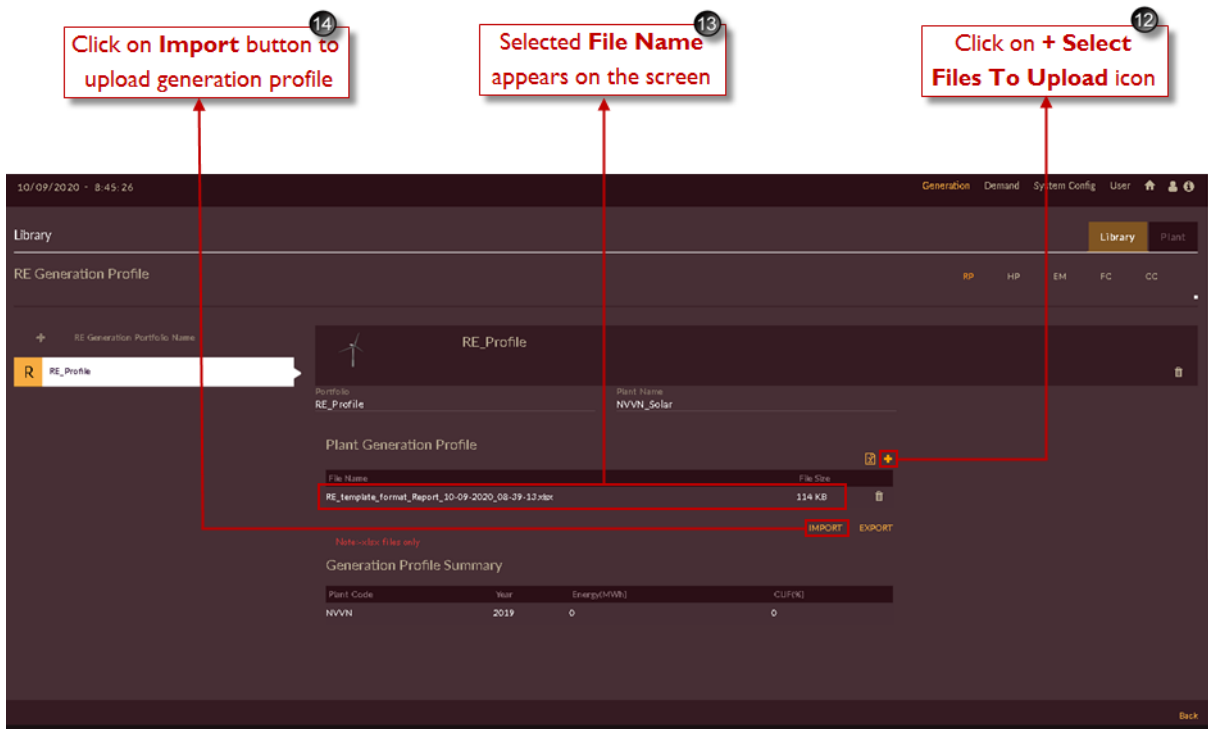 14
Click on Import button to
upload generation profile
13
Selected File Name
appears on the screen
12
Click on + Select
Files To Upload icon
10/09/2020 - 8:45:26
Generation Demand System Config User
Library
Library Plant
RE Generation Profile
RP HP EM FC CC
+ RE Generation Portfolio Name
RE_Profile
R RE_Profile
Portfolio Plant Name
RE_Profile NVVN_Solar
Plant Generation Profile
File Name File Size
RE_template_format_Report_10-09-2020_08-39-13.xlsx 114 KB
IMPORT EXPORT
Note-xlsx files only
Generation Profile Summary
Plant Code Year Energy(MWh) CUF(%)
NVVN 2019 0 0
Back